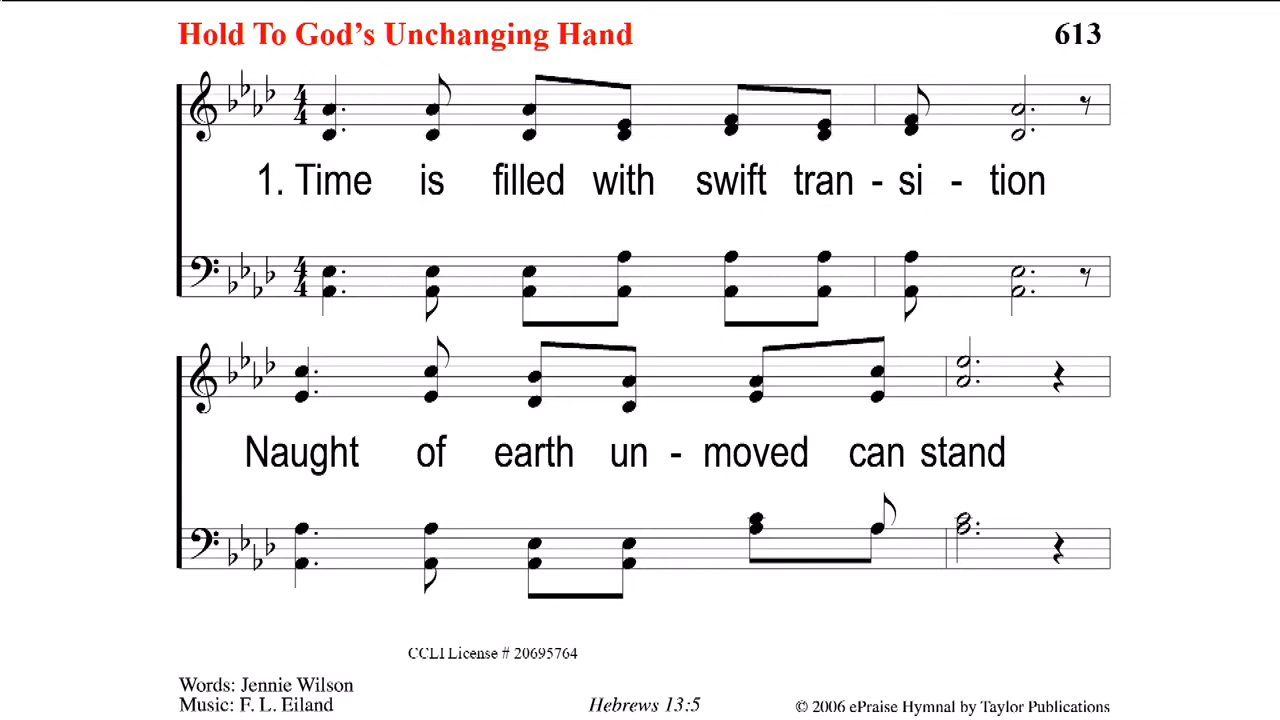 Hold To God's Unchanging Hand 613
1. Time is filled with swift tran - si - tion
Naught of earth un - moved can stand
CCLI License # 20695764
Words: Jennie Wilson
Music: F. L. Eiland Hebrews 13:5 © 2006 ePraise Hymnal by Taylor Publications